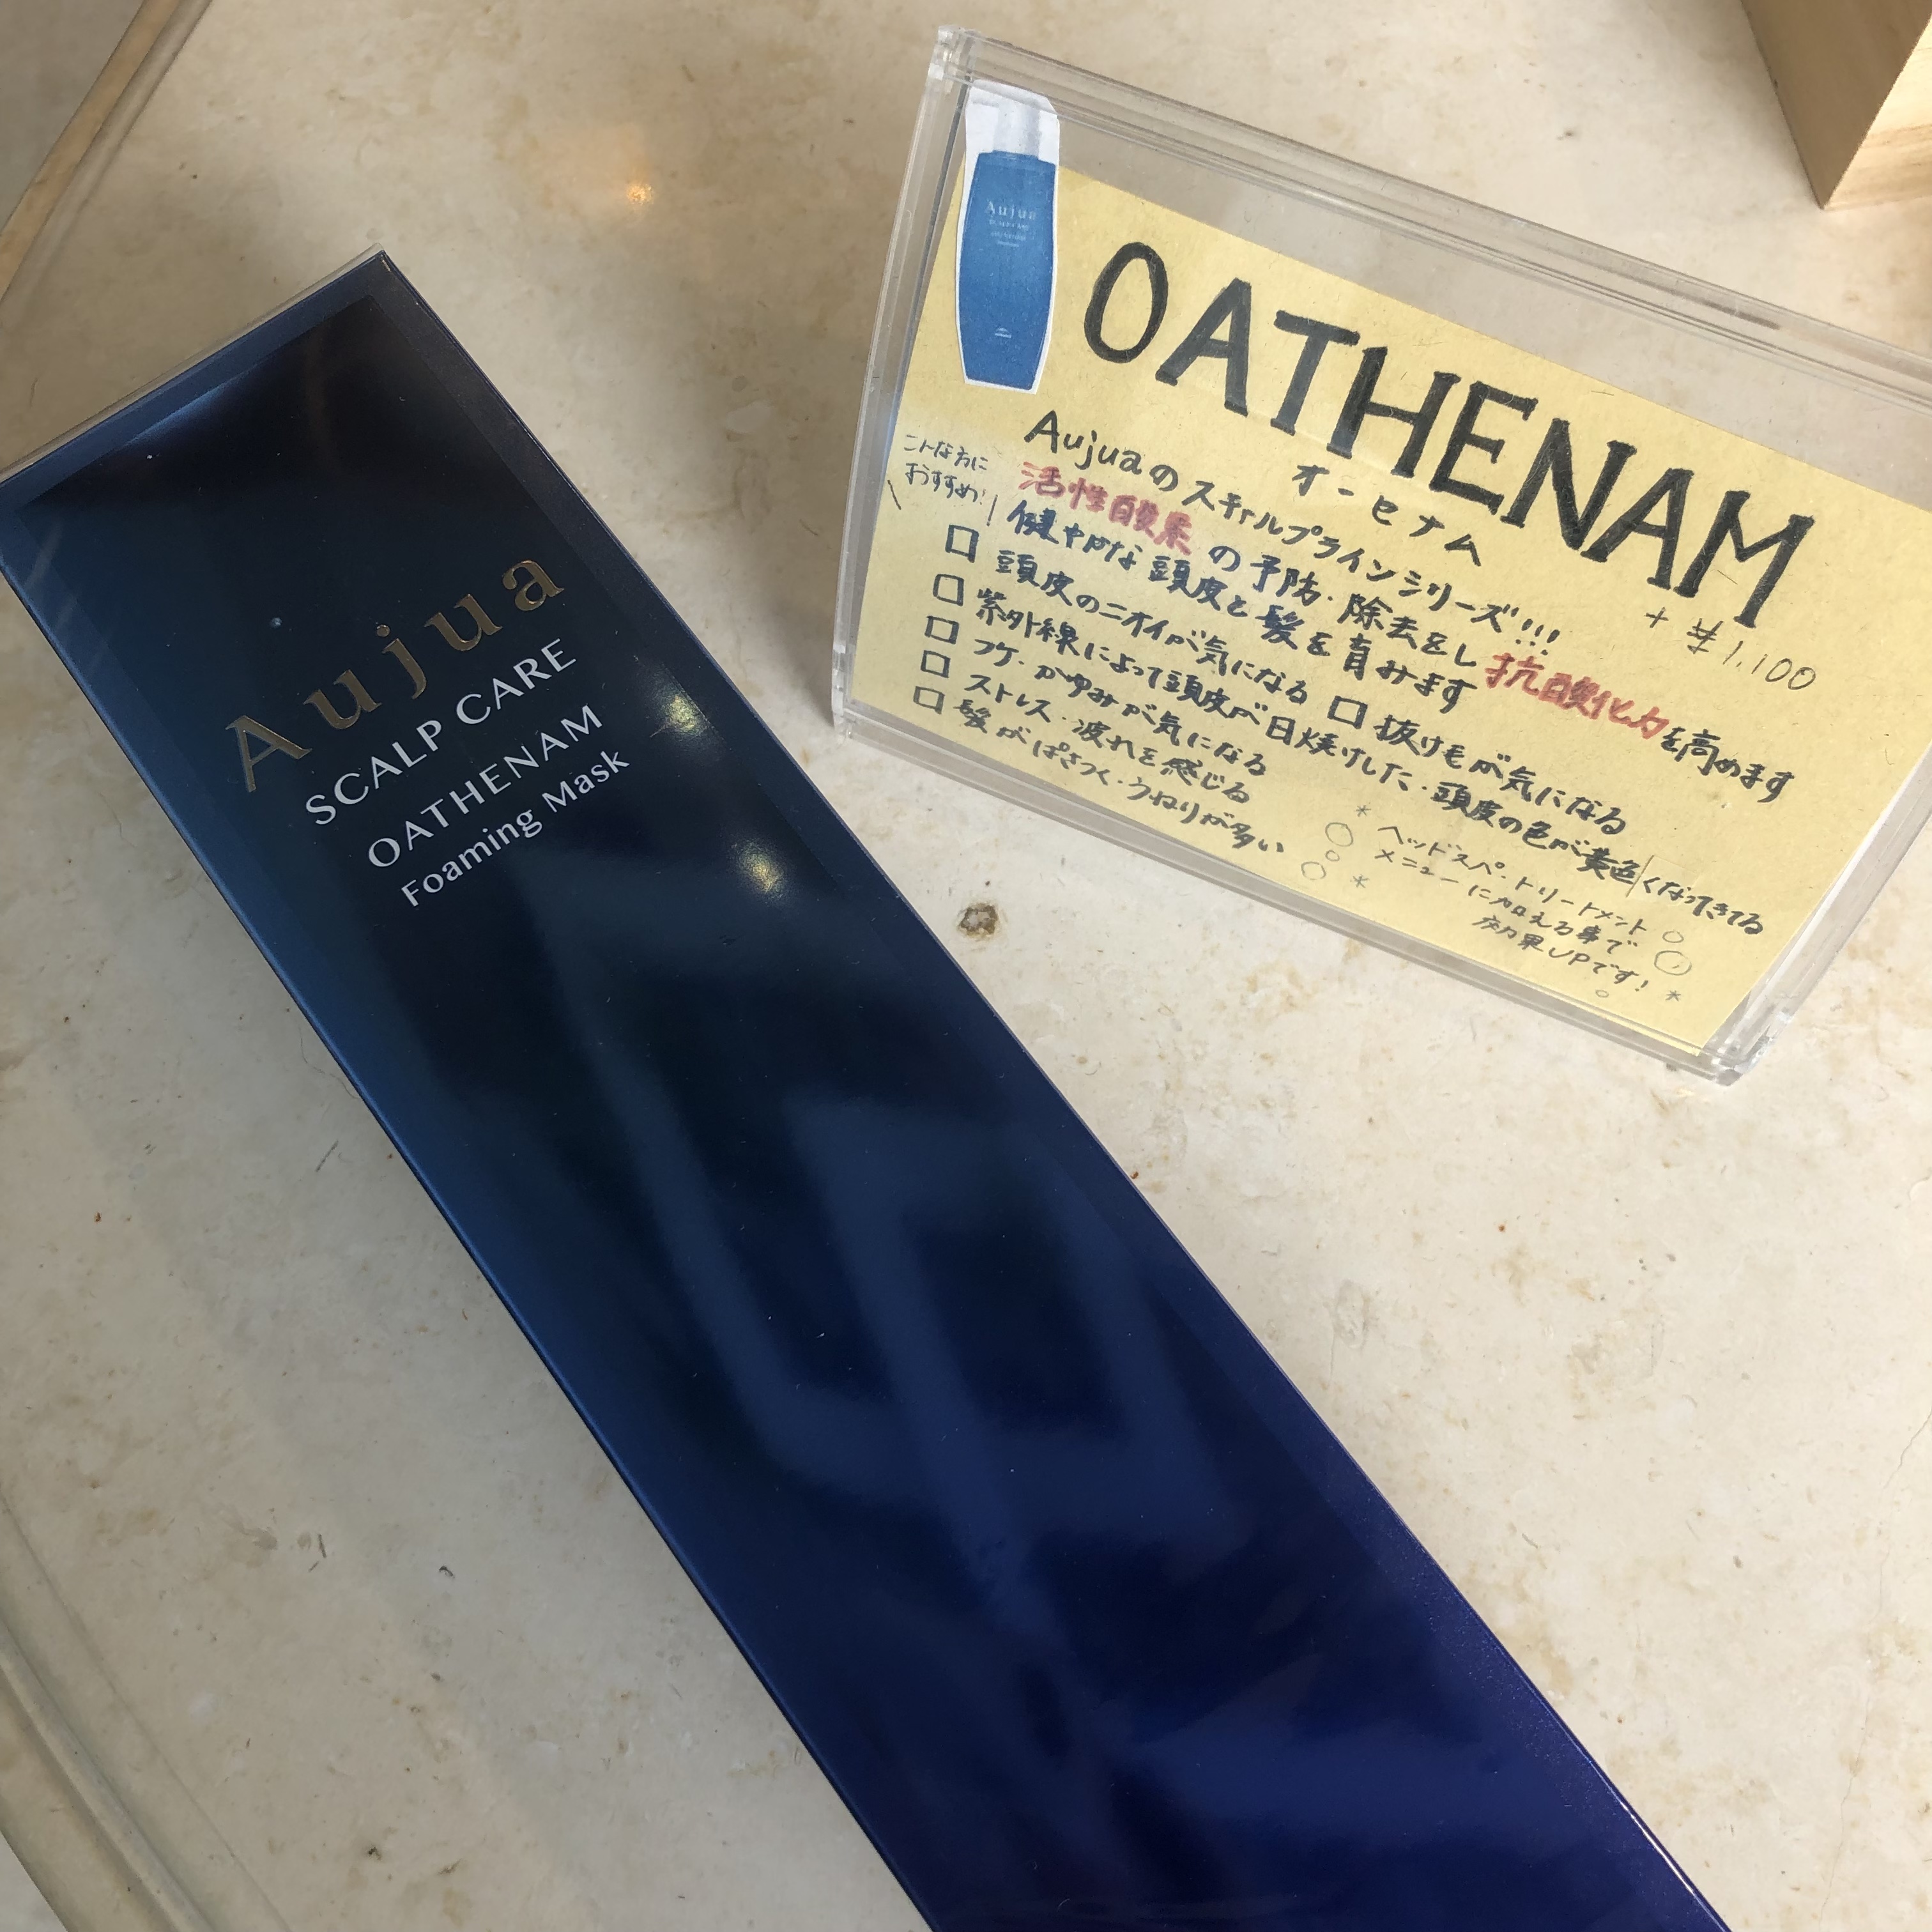 Aujua
SCALP CARE
OATHENAM
Foaming Mask
Aujua
OATHENAM
オーセナム
+ ¥1,100
Aujuaのスキャルプラインシリーズ!!!
活性酸素の予防・除去をし抗酸化力を高めます
健やかな頭皮と髪を育みます
こんな方に
おすすめ!
□ 頭皮のニオイが気になる □ 抜け毛が気になる
□ 紫外線によって頭皮が日焼けした・頭皮の色が黄色くなってきてる
□ フケ・かゆみが気になる
□ ストレス・疲れを感じる
□ 髪がぱさつく・うねりが多い
ヘッドスパ・トリートメント
メニューに加える事で
効果UPです!